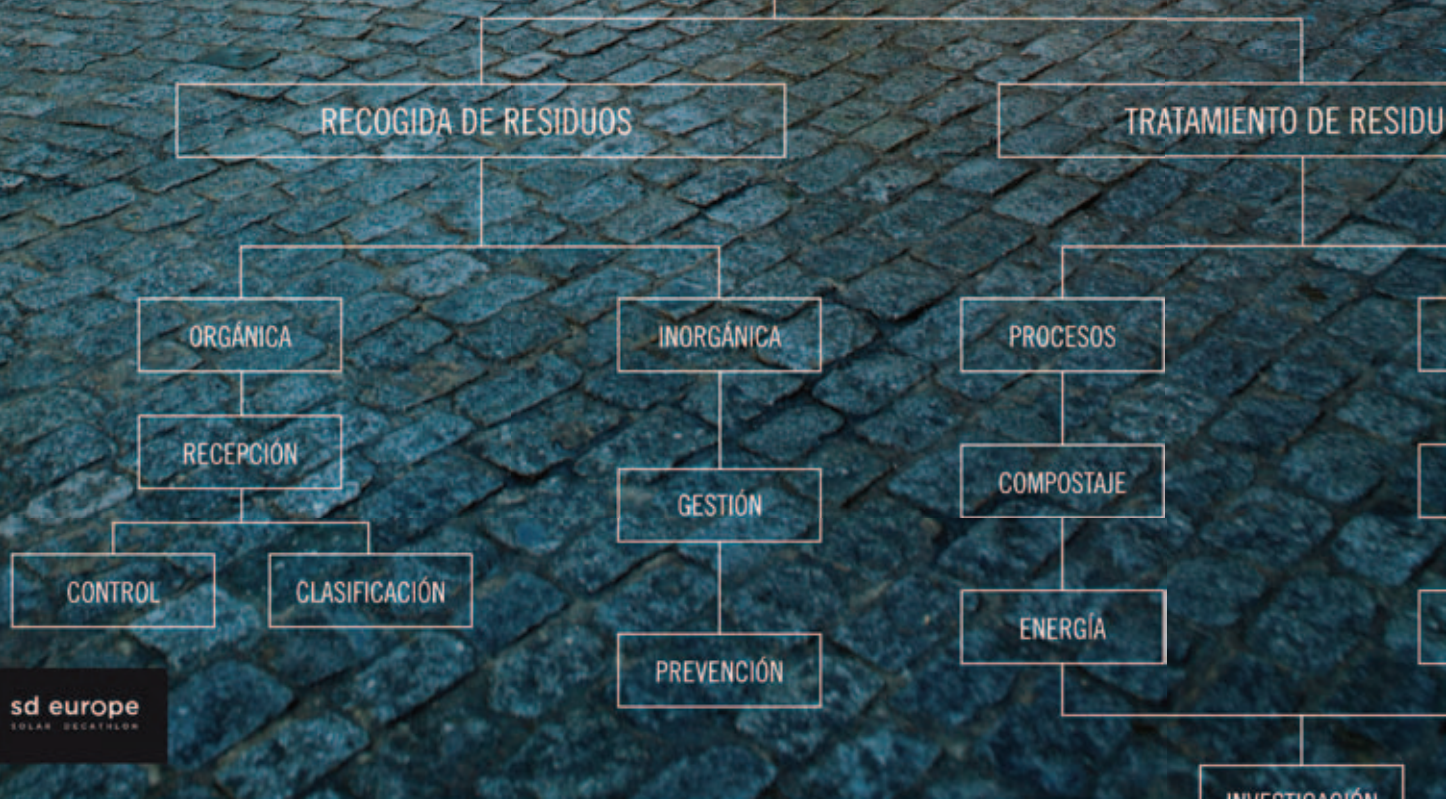 RECOGIDA DE RESIDUOS
TRATAMIENTO DE RESIDU
ORGÁNICA
INORGÁNICA
PROCESOS
RECEPCIÓN
COMPOSTAJE
GESTIÓN
CONTROL
CLASIFICACIÓN
ENERGÍA
PREVENCIÓN
sd europe
SOLAR DECATHLON
INVESTIGACIÓN